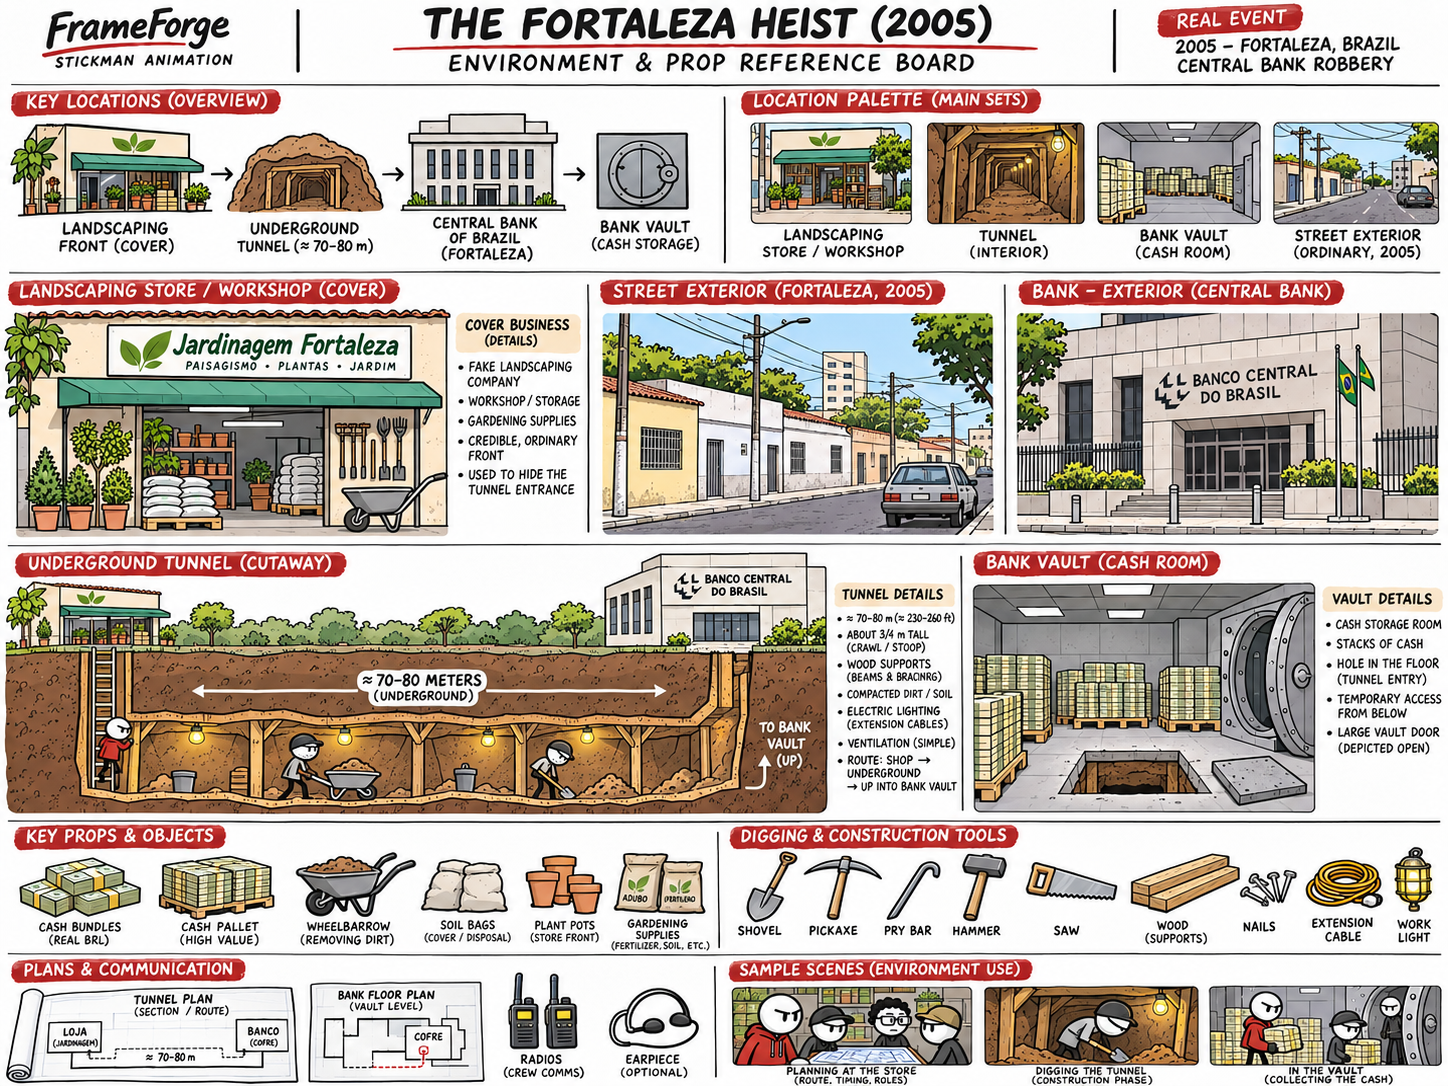 FrameForge
STICKMAN ANIMATION
THE FORTALEZA HEIST (2005)
ENVIRONMENT & PROP REFERENCE BOARD
REAL EVENT
2005 – FORTALEZA, BRAZIL
CENTRAL BANK ROBBERY
KEY LOCATIONS (OVERVIEW)
LANDSCAPING
FRONT (COVER)
UNDERGROUND
TUNNEL (≈ 70-80 m)
CENTRAL BANK
OF BRAZIL
(FORTALEZA)
BANK VAULT
(CASH STORAGE)
LOCATION PALETTE (MAIN SETS)
LANDSCAPING
STORE / WORKSHOP
TUNNEL
(INTERIOR)
BANK VAULT
(CASH ROOM)
STREET EXTERIOR
(ORDINARY, 2005)
LANDSCAPING STORE / WORKSHOP (COVER)
Jardinagem Fortaleza
PAISAGISMO • PLANTAS • JARDIM
COVER BUSINESS
(DETAILS)
• FAKE LANDSCAPING
COMPANY
• WORKSHOP / STORAGE
• GARDENING SUPPLIES
• CREDIBLE, ORDINARY
FRONT
• USED TO HIDE THE
TUNNEL ENTRANCE
STREET EXTERIOR (FORTALEZA, 2005)
BANK – EXTERIOR (CENTRAL BANK)
BANCO CENTRAL
DO BRASIL
UNDERGROUND TUNNEL (CUTAWAY)
BANCO CENTRAL
DO BRASIL
≈ 70-80 METERS
(UNDERGROUND)
TO BANK
VAULT
(UP)
TUNNEL DETAILS
• ≈ 70-80 m (≈ 230-260 ft)
• ABOUT 3/4 m TALL
(CRAWL / STOOP)
• WOOD SUPPORTS
(BEAMS & BRACINRG)
• COMPACTED DIRT / SOIL
• ELECTRIC LIGHTING
(EXTENSION CABLES)
• VENTILATION (SIMPLE)
• ROUTE: SHOP →
UNDERGROUND
→ UP INTO BANK VAULT
BANK VAULT (CASH ROOM)
VAULT DETAILS
• CASH STORAGE ROOM
• STACKS OF CASH
• HOLE IN THE FLOOR
(TUNNEL ENTRY)
• TEMPORARY ACCESS
FROM BELOW
• LARGE VAULT DOOR
(DEPICTED OPEN)
KEY PROPS & OBJECTS
CASH BUNDLES
(REAL BRL)
CASH PALLET
(HIGH VALUE)
WHEELBARROW
(REMOVING DIRT)
SOIL BAGS
(COVER / DISPOSAL)
PLANT POTS
(STORE FRONT)
ADUBO
GARDENING
SUPPLIES
(FERTILIZER, SOIL, ETC.)
DIGGING & CONSTRUCTION TOOLS
SHOVEL
PICKAXE
PRY BAR
HAMMER
SAW
WOOD
(SUPPORTS)
NAILS
EXTENSION
CABLE
WORK
LIGHT
PLANS & COMMUNICATION
TUNNEL PLAN
(SECTION / ROUTE)
LOJA
(JARDINAGEM)
BANCO
(COFRE)
≈ 70-80 m
BANK FLOOR PLAN
(VAULT LEVEL)
COFRE
RADIOS
(CREW COMMS)
EARPIECE
(OPTIONAL)
SAMPLE SCENES (ENVIRONMENT USE)
PLANNING AT THE STORE
(ROUTE, TIMING, ROLES)
DIGGING THE TUNNEL
(CONSTRUCTION PHASE)
IN THE VAULT
(COLLECTING THE CASH)